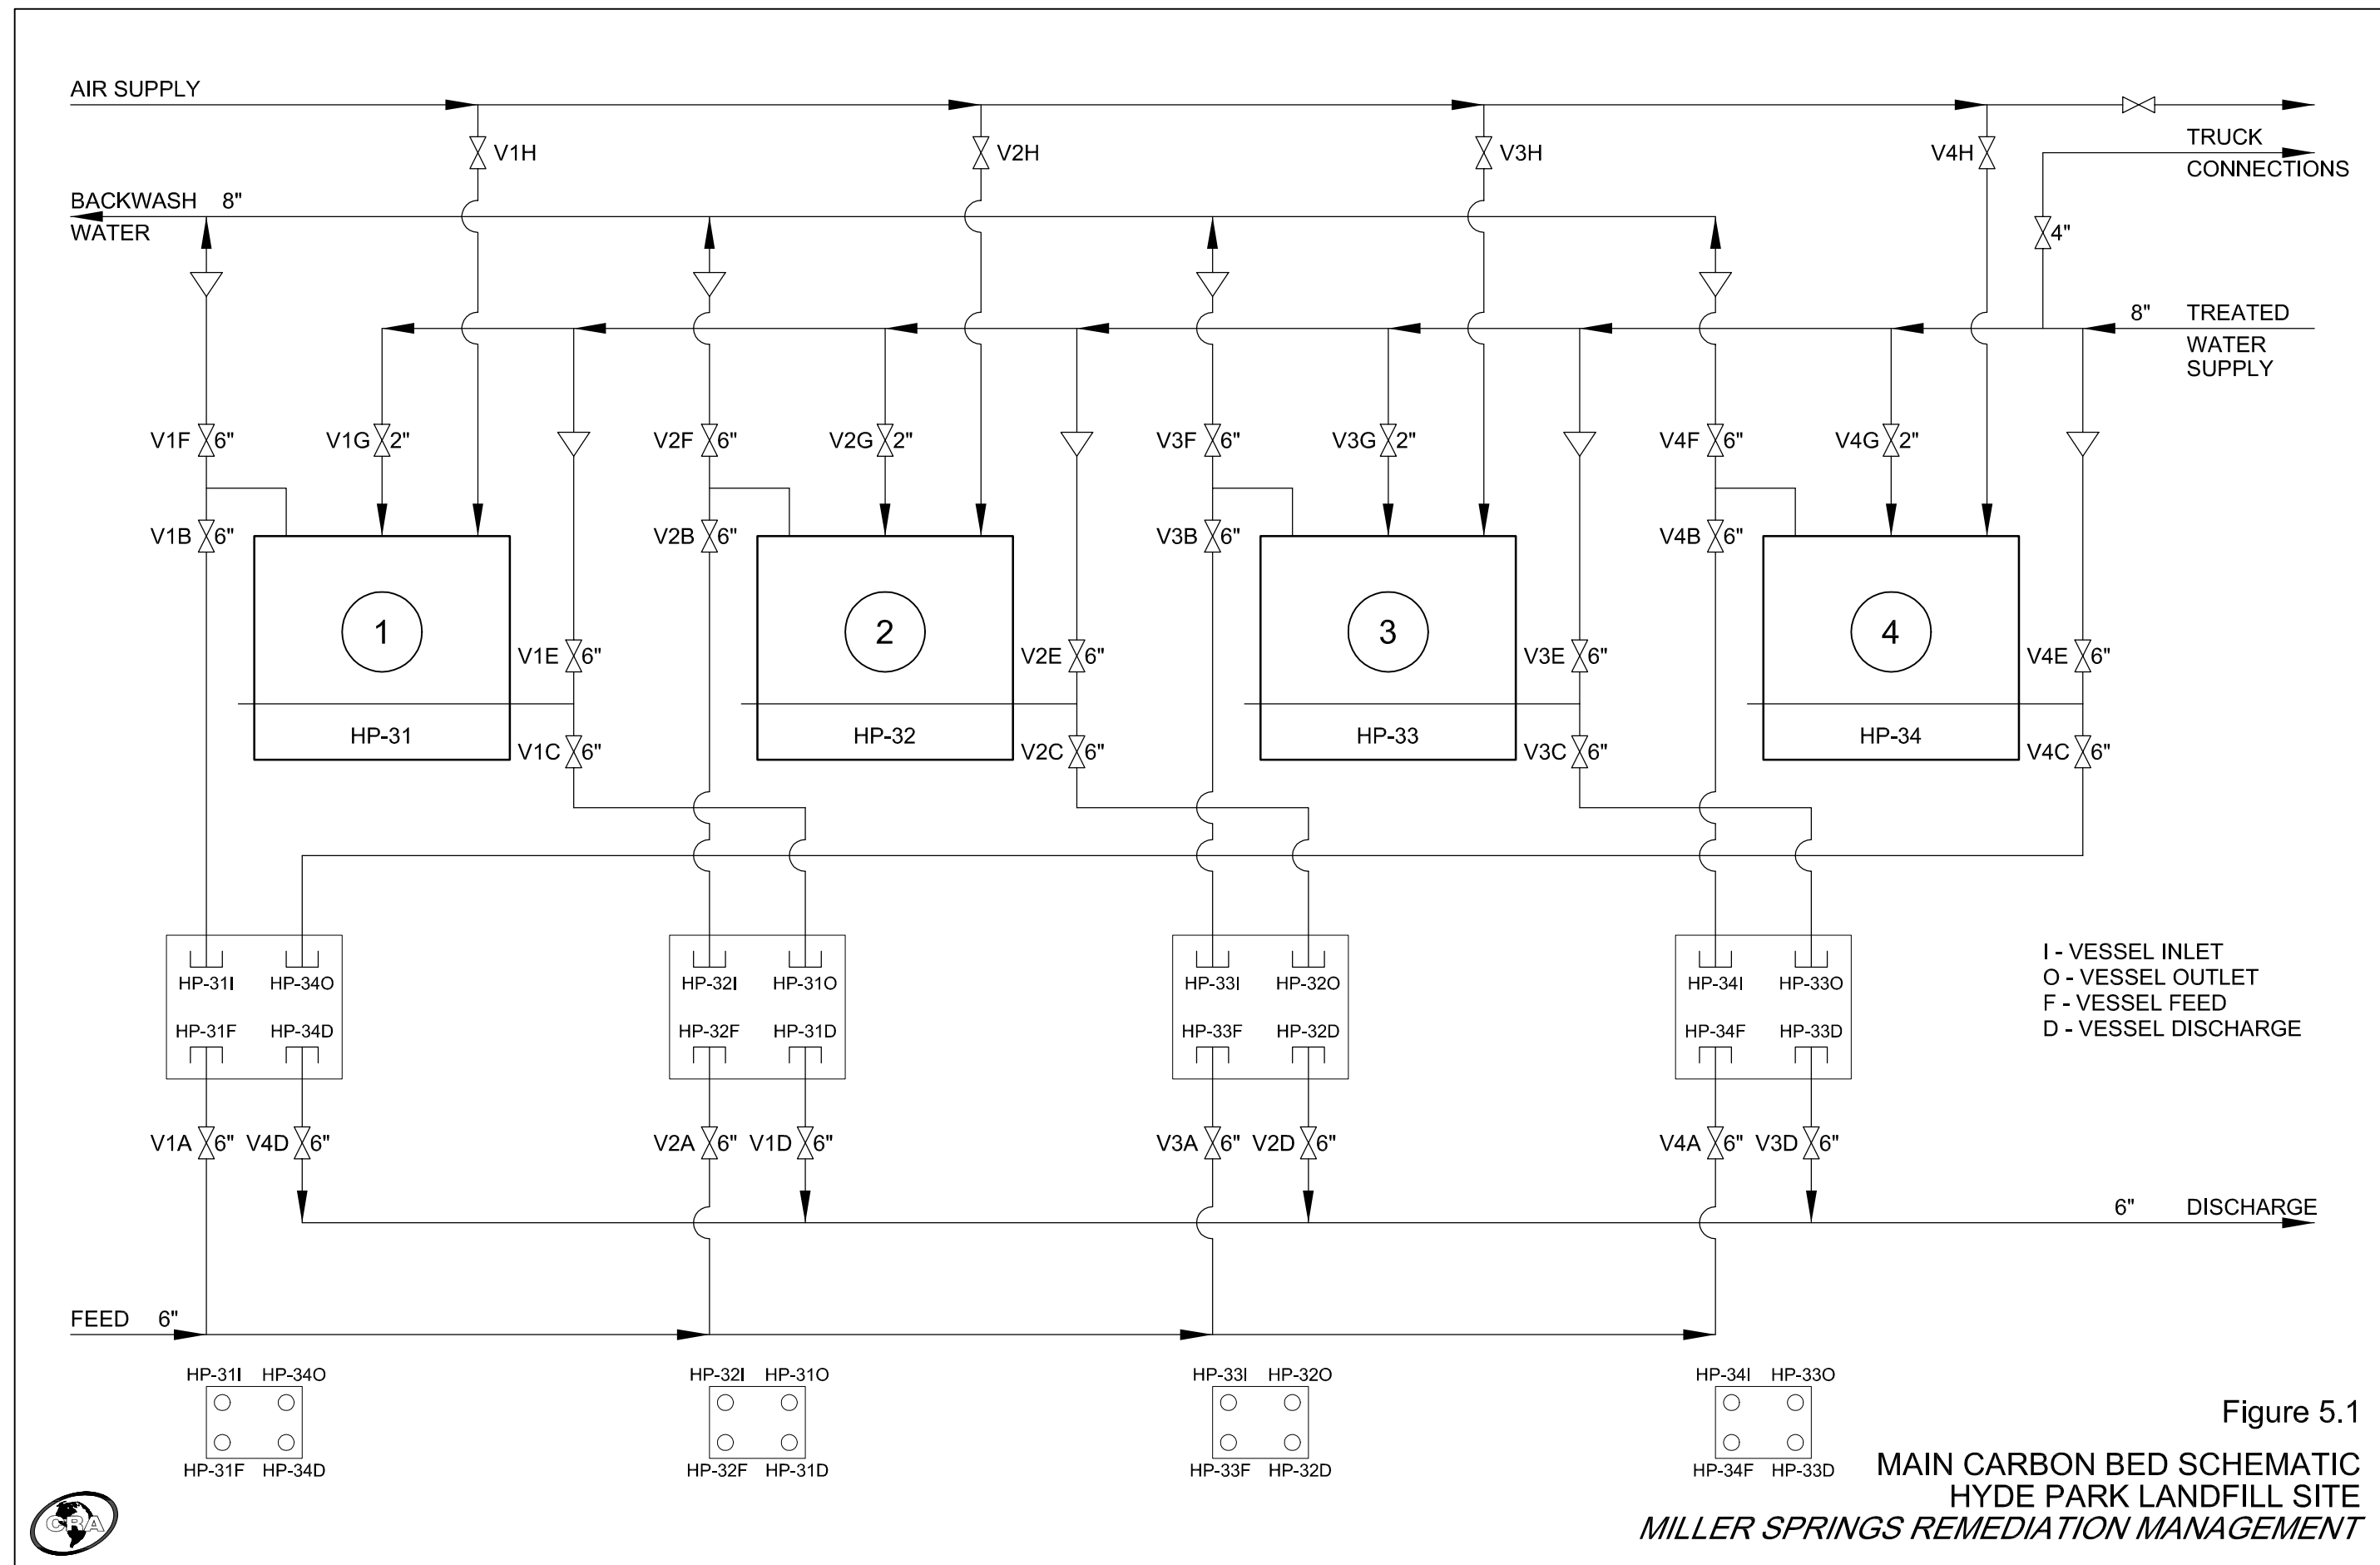 AIR SUPPLY
V1H
V2H
V3H
V4H
TRUCK
CONNECTIONS
BACKWASH 8"
WATER
4"
8" TREATED
WATER
SUPPLY
V1F 6"
V1G 2"
V2F 6"
V2G 2"
V3F 6"
V3G 2"
V4F 6"
V4G 2"
V1B 6"
V2B 6"
V3B 6"
V4B 6"
1
2
3
4
V1E 6"
V2E 6"
V3E 6"
V4E 6"
HP-31
HP-32
HP-33
HP-34
V1C 6"
V2C 6"
V3C 6"
V4C 6"
HP-31I HP-34O
HP-31F HP-34D
HP-32I HP-31O
HP-32F HP-31D
HP-33I HP-32O
HP-33F HP-32D
HP-34I HP-33O
HP-34F HP-33D
I - VESSEL INLET
O - VESSEL OUTLET
F - VESSEL FEED
D - VESSEL DISCHARGE
V1A 6" V4D 6"
V2A 6" V1D 6"
V3A 6" V2D 6"
V4A 6" V3D 6"
6" DISCHARGE
FEED 6"
HP-31I HP-34O
HP-31F HP-34D
HP-32I HP-31O
HP-32F HP-31D
HP-33I HP-32O
HP-33F HP-32D
HP-34I HP-33O
HP-34F HP-33D
Figure 5.1
MAIN CARBON BED SCHEMATIC
HYDE PARK LANDFILL SITE
MILLER SPRINGS REMEDIATION MANAGEMENT
CRA